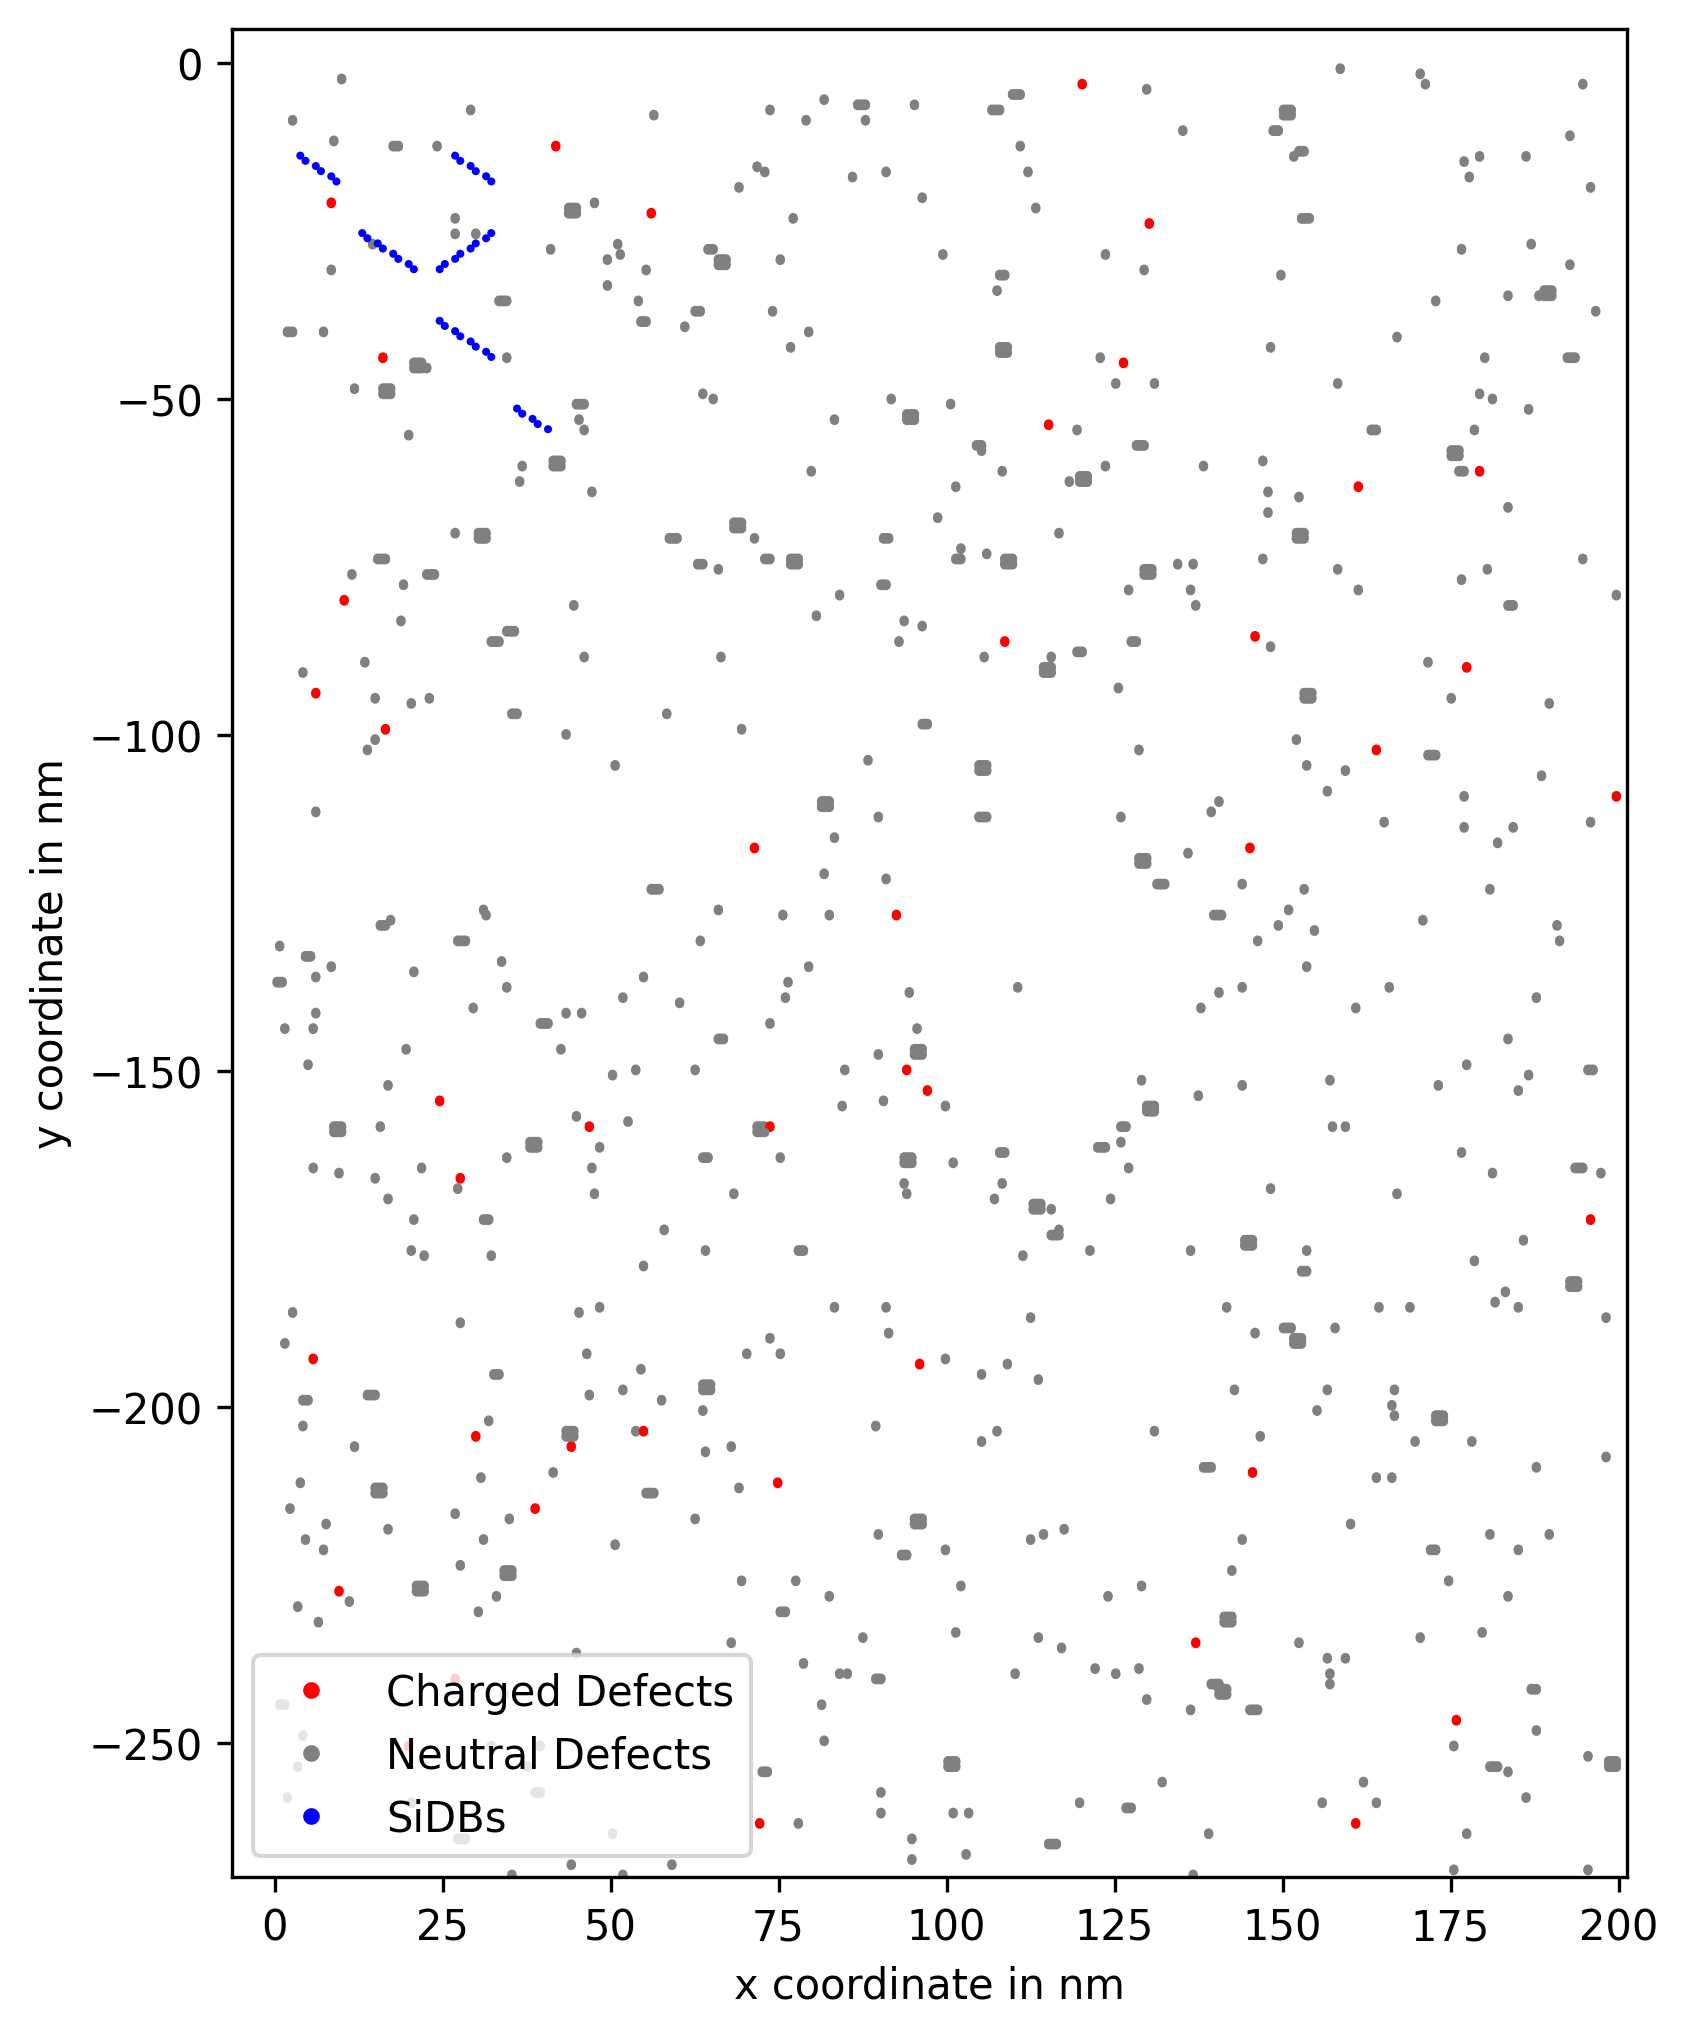 0
−50
−100
−150
−200
−250
y coordinate in nm
Charged Defects
Neutral Defects
SiDBs
0 25 50 75 100 125 150 175 200
x coordinate in nm